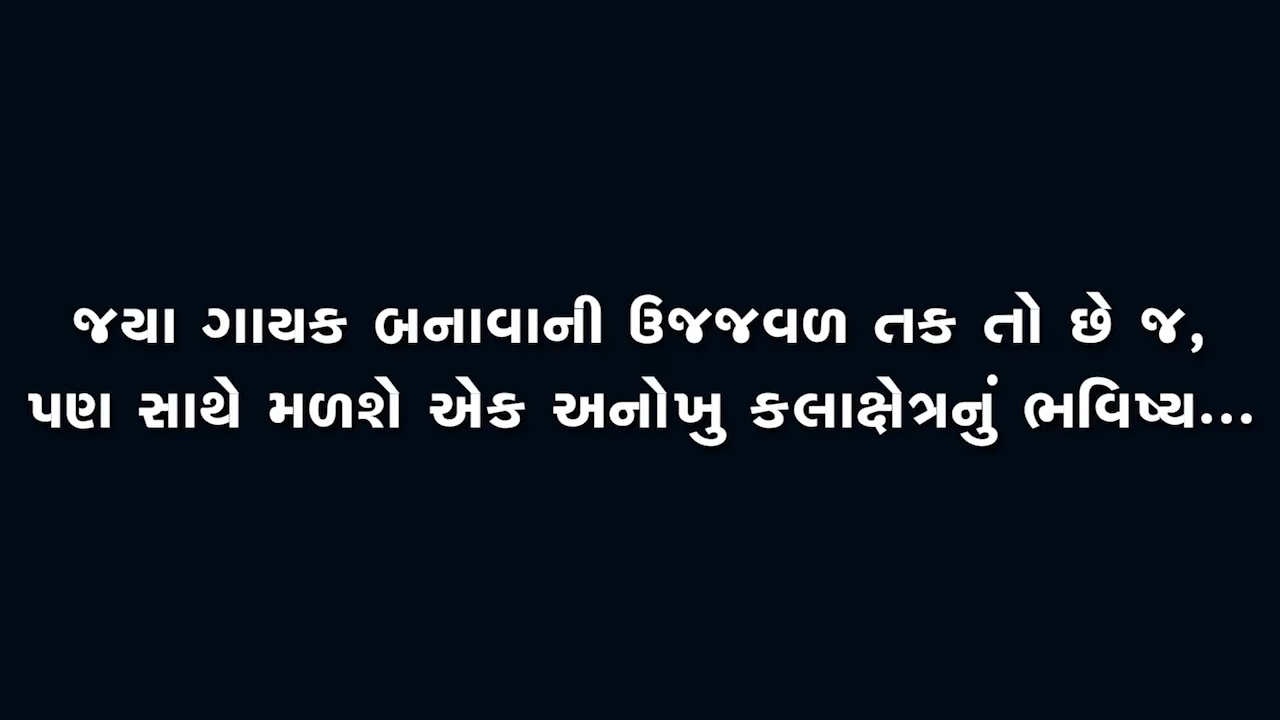 જયા ગાયક બનાવાની ઉજજવળ તક તો છે જ,
પણ સાથે મળશે એક અનોખુ કલાક્ષેત્રનું ભવિષ્ય...